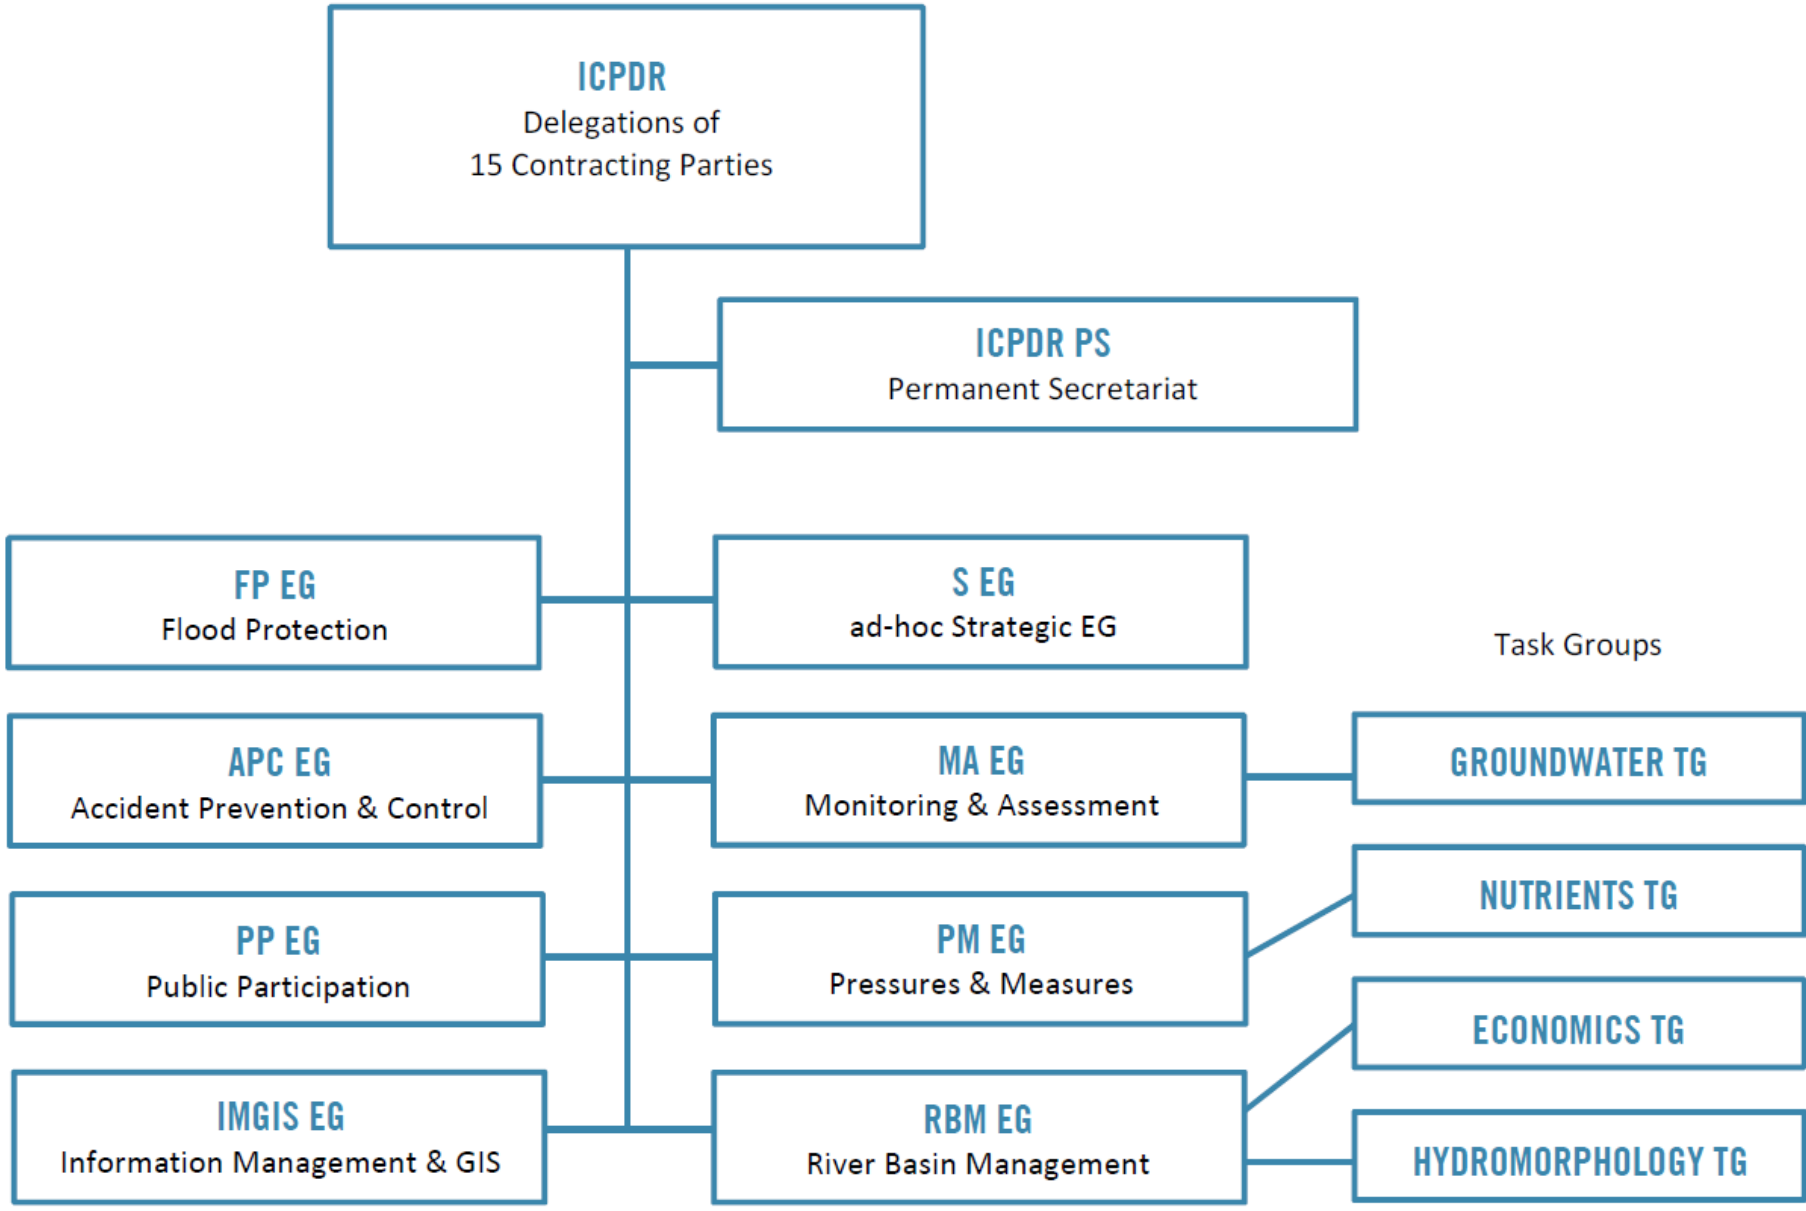 ICPDR
Delegations of
15 Contracting Parties
ICPDR PS
Permanent Secretariat
FP EG
Flood Protection
S EG
ad-hoc Strategic EG
Task Groups
APC EG
Accident Prevention & Control
MA EG
Monitoring & Assessment
GROUNDWATER TG
PP EG
Public Participation
PM EG
Pressures & Measures
NUTRIENTS TG
ECONOMICS TG
IMGIS EG
Information Management & GIS
RBM EG
River Basin Management
HYDROMORPHOLOGY TG